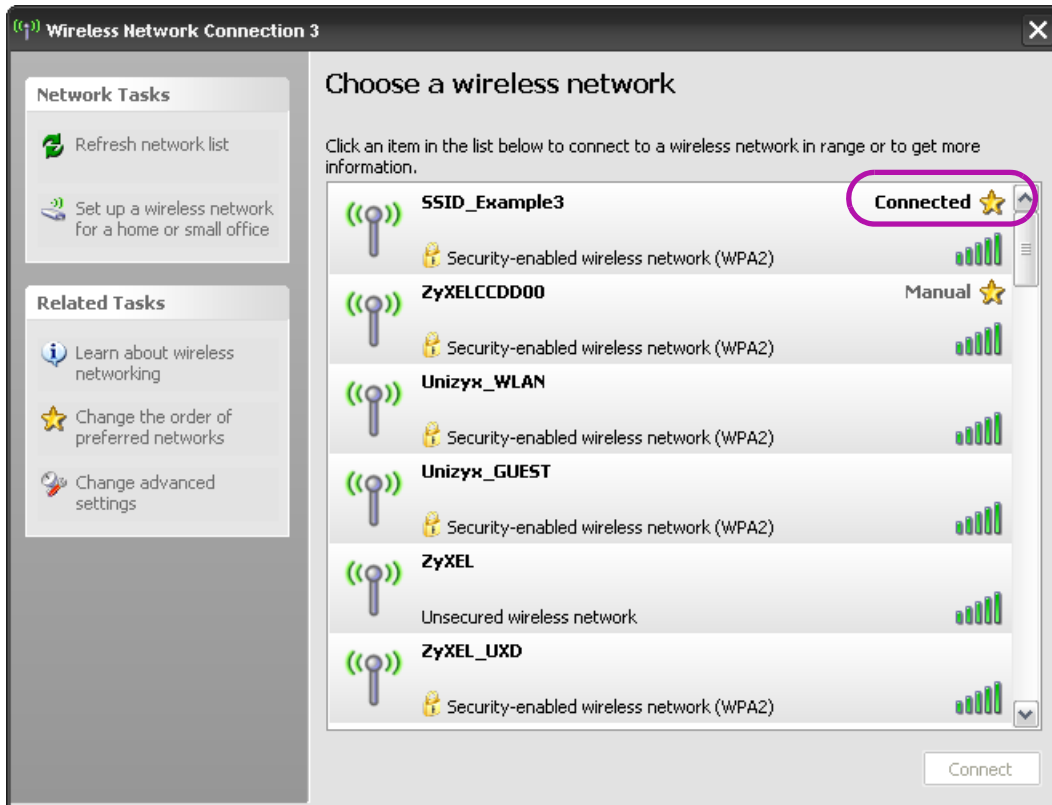 Wireless Network Connection 3
Network Tasks
Refresh network list
Set up a wireless network
for a home or small office
Related Tasks
Learn about wireless
networking
Change the order of
preferred networks
Change advanced
settings
Choose a wireless network
Click an item in the list below to connect to a wireless network in range or to get more
information.
SSID_Example3 Connected
Security-enabled wireless network (WPA2)
ZyXELCCDD00 Manual
Security-enabled wireless network (WPA2)
Unizyx_WLAN
Security-enabled wireless network (WPA2)
Unizyx_GUEST
Security-enabled wireless network (WPA2)
ZyXEL
Unsecured wireless network
ZyXEL_UXD
Security-enabled wireless network (WPA2)
Connect